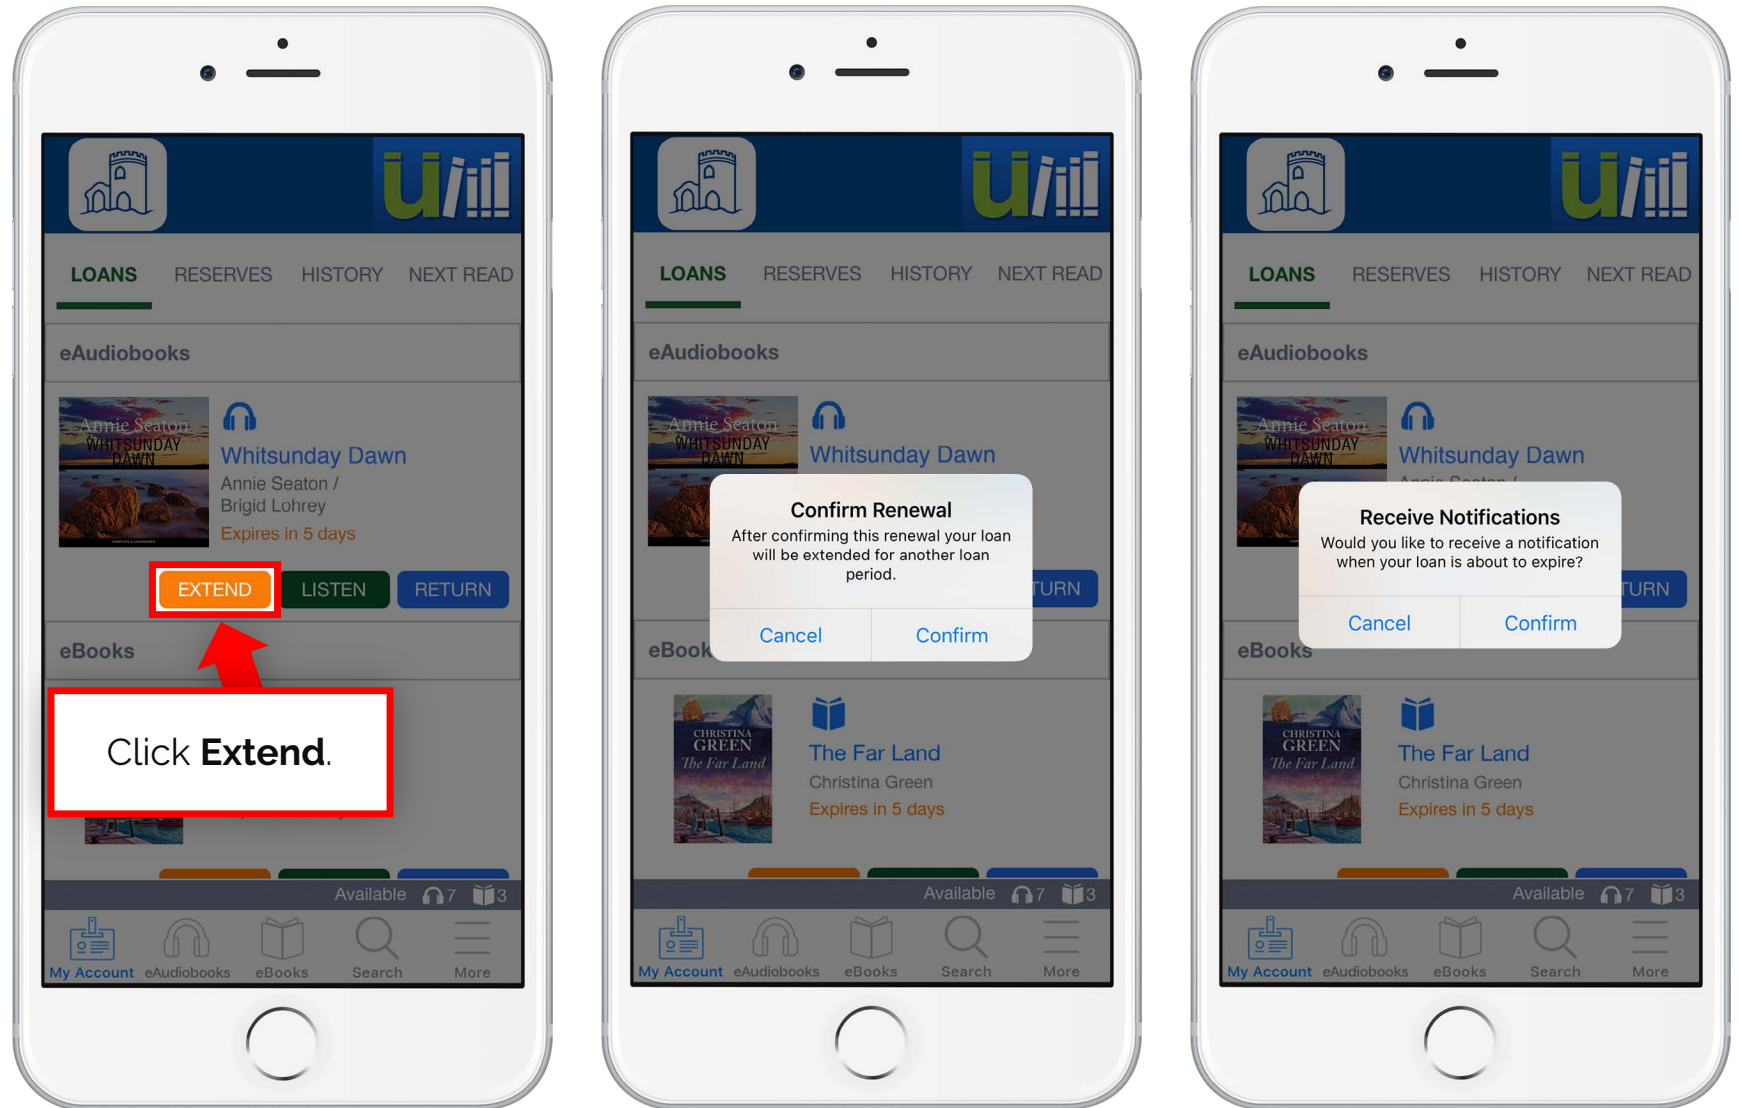 LOANS RESERVES HISTORY NEXT READ
eAudiobooks
Annie Seaton
WHITSUNDAY
DAWN
Whitsunday Dawn
Annie Seaton /
Brigid Lohrey
Expires in 5 days
EXTEND LISTEN RETURN
eBooks
Click Extend.
Available 7 3
My Account eAudiobooks eBooks Search More
LOANS RESERVES HISTORY NEXT READ
eAudiobooks
Annie Seaton
WHITSUNDAY
DAWN
Whitsunday Dawn
Confirm Renewal
After confirming this renewal your loan
will be extended for another loan
period.
Cancel Confirm
TURN
eBook
CHRISTINA
GREEN
The Far Land
The Far Land
Christina Green
Expires in 5 days
Available 7 3
My Account eAudiobooks eBooks Search More
LOANS RESERVES HISTORY NEXT READ
eAudiobooks
Annie Seaton
WHITSUNDAY
DAWN
Whitsunday Dawn
Annie Seaton /
Receive Notifications
Would you like to receive a notification
when your loan is about to expire?
Cancel Confirm
TURN
eBooks
CHRISTINA
GREEN
The Far Land
The Far Land
Christina Green
Expires in 5 days
Available 7 3
My Account eAudiobooks eBooks Search More